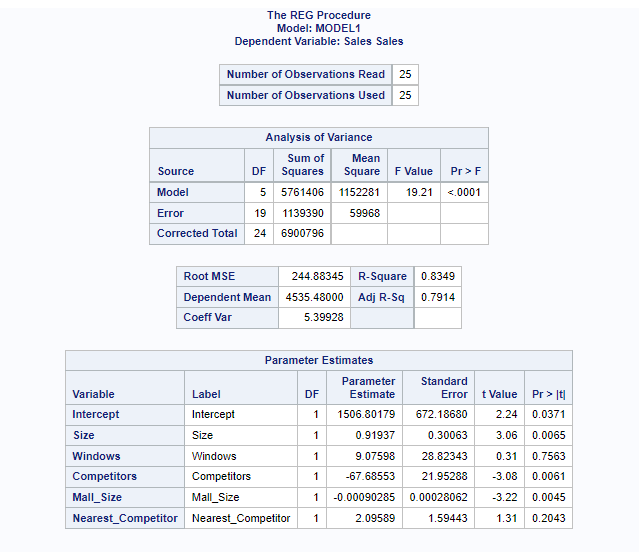 The REG Procedure
Model: MODEL1
Dependent Variable: Sales Sales
Number of Observations Read 25
Number of Observations Used 25
Analysis of Variance
Source DF Sum of Squares Mean Square F Value Pr > F
Model 5 5761406 1152281 19.21 <.0001
Error 19 1139390 59968
Corrected Total 24 6900796
Root MSE 244.88345 R-Square 0.8349
Dependent Mean 4535.48000 Adj R-Sq 0.7914
Coeff Var 5.39928
Parameter Estimates
Variable Label DF Parameter Estimate Standard Error t Value Pr > |t|
Intercept Intercept 1 1506.80179 672.18680 2.24 0.0371
Size Size 1 0.91937 0.30063 3.06 0.0065
Windows Windows 1 9.07598 28.82343 0.31 0.7563
Competitors Competitors 1 -67.68553 21.95288 -3.08 0.0061
Mall_Size Mall_Size 1 -0.00090285 0.00028062 -3.22 0.0045
Nearest_Competitor Nearest_Competitor 1 2.09589 1.59443 1.31 0.2043